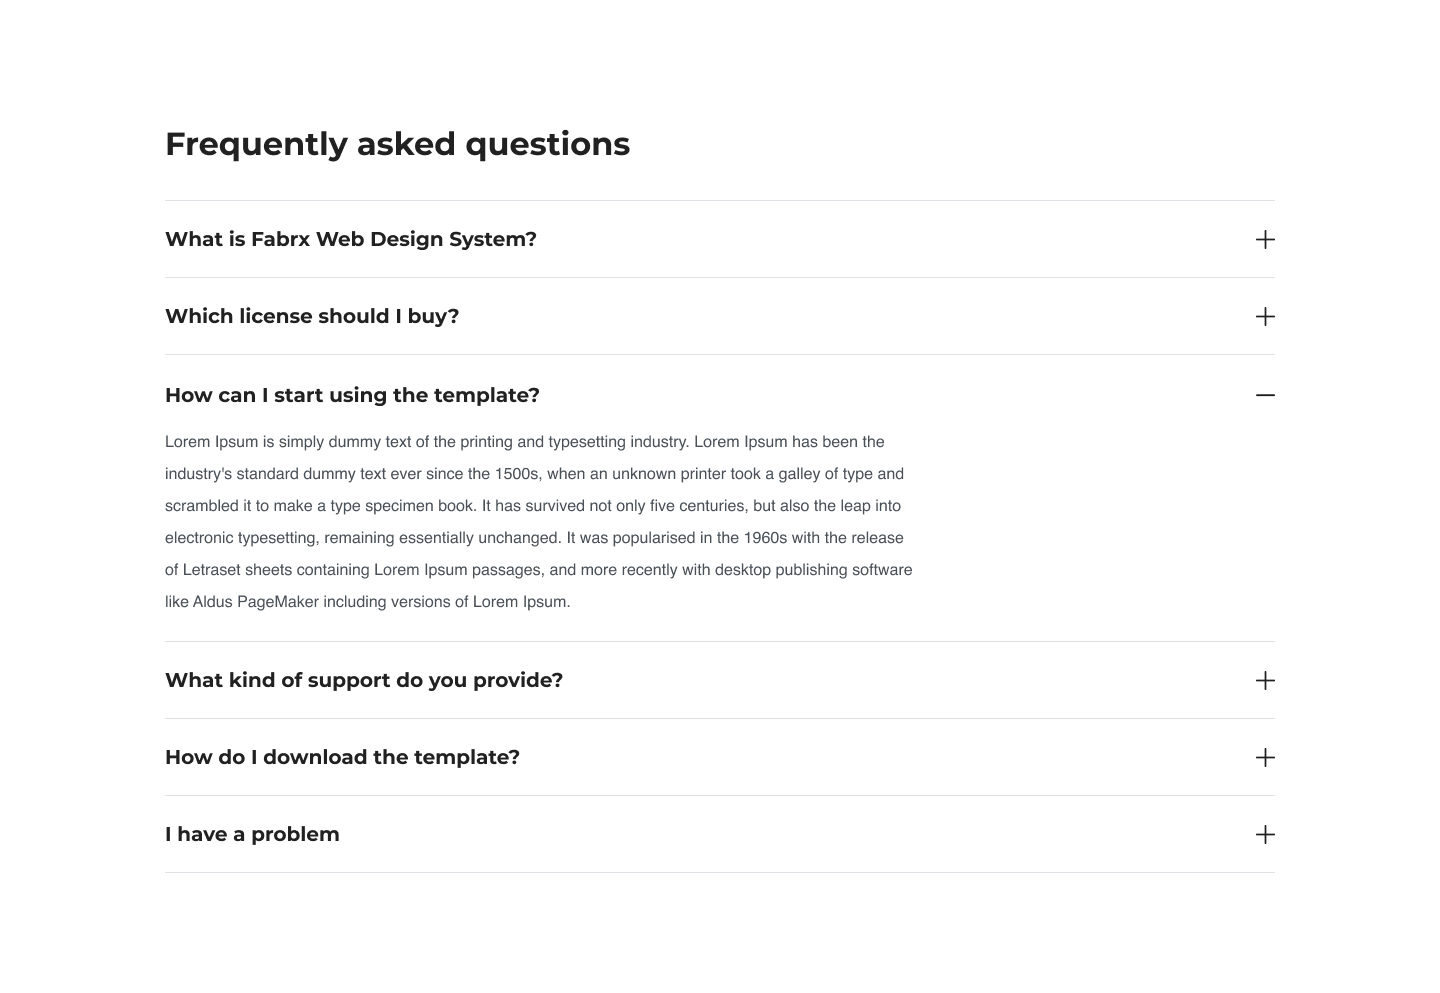 Frequently asked questions
What is Fabrx Web Design System?
Which license should I buy?
How can I start using the template?
Lorem Ipsum is simply dummy text of the printing and typesetting industry. Lorem Ipsum has been the
industry's standard dummy text ever since the 1500s, when an unknown printer took a galley of type and
scrambled it to make a type specimen book. It has survived not only five centuries, but also the leap into
electronic typesetting, remaining essentially unchanged. It was popularised in the 1960s with the release
of Letraset sheets containing Lorem Ipsum passages, and more recently with desktop publishing software
like Aldus PageMaker including versions of Lorem Ipsum.
What kind of support do you provide?
How do I download the template?
I have a problem